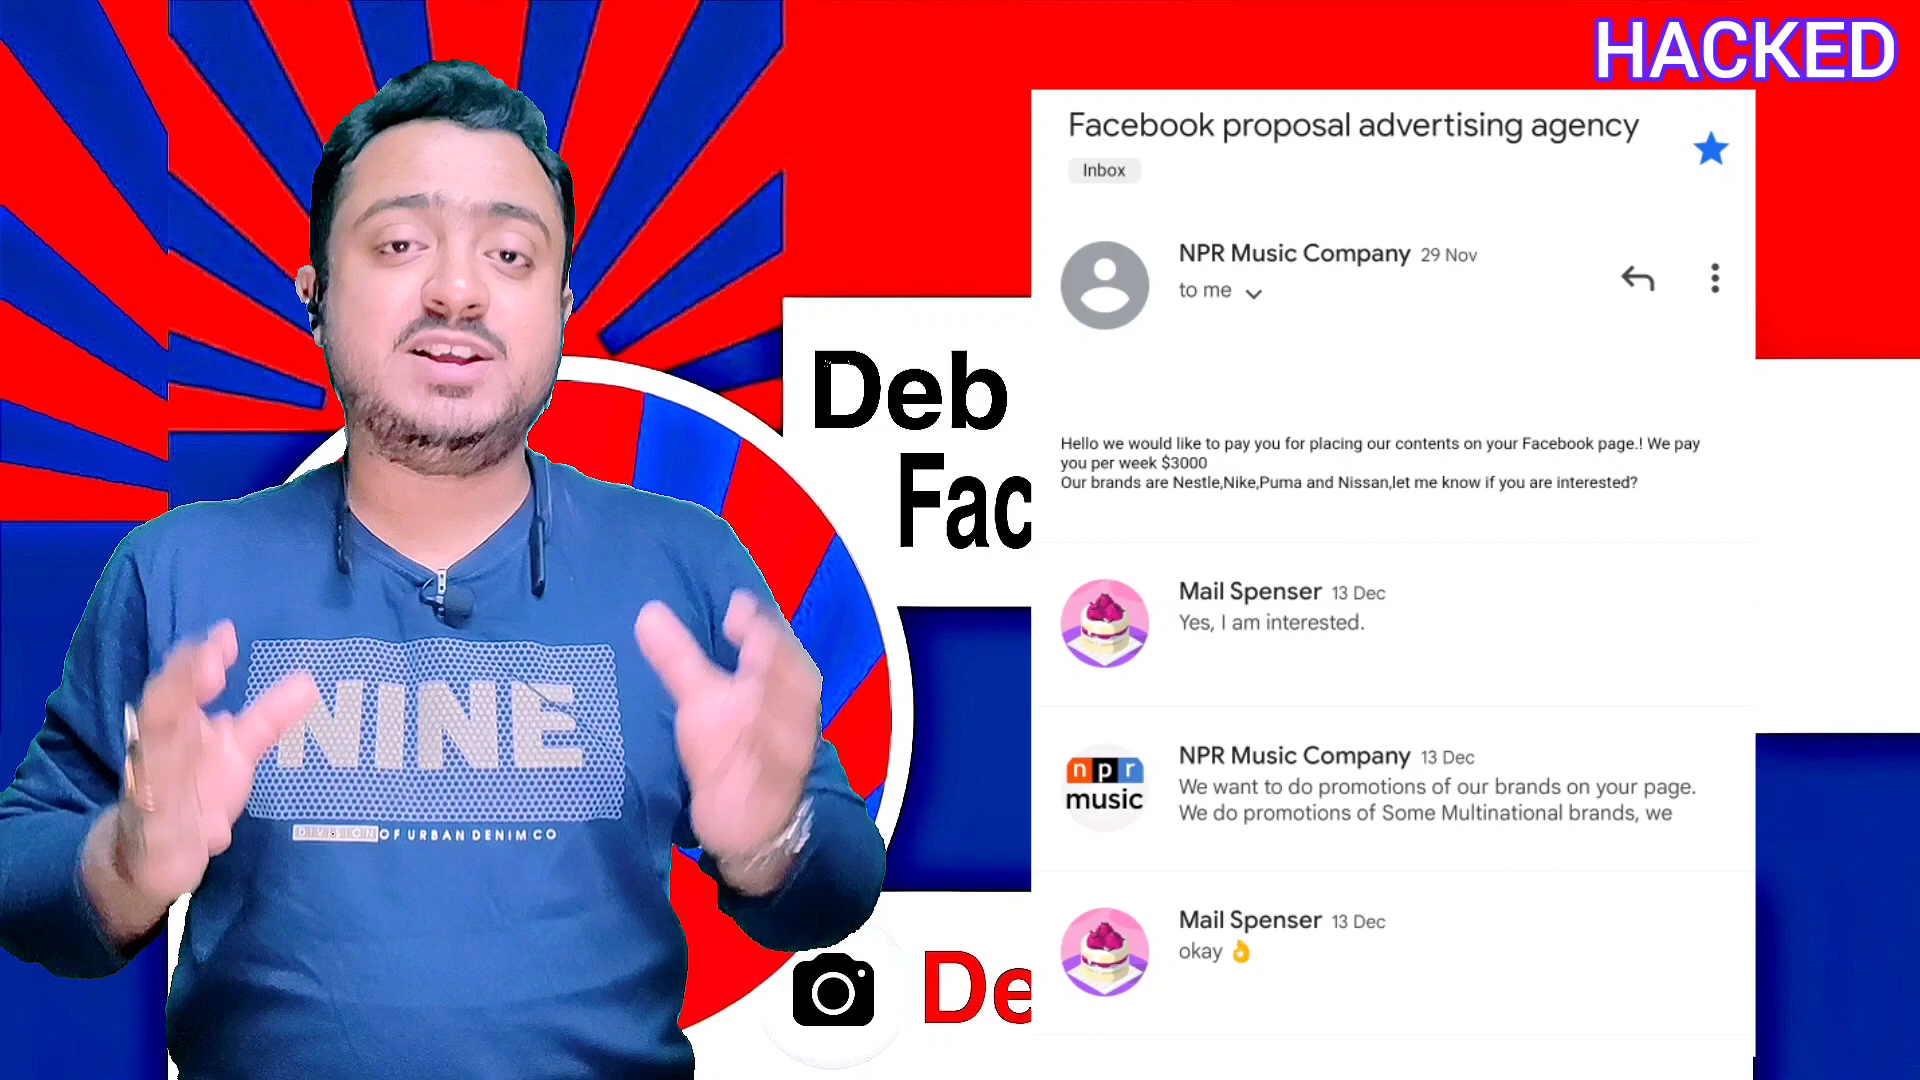 HACKED
Facebook proposal advertising agency
Inbox
NPR Music Company 29 Nov
to me
Deb
Fac
Hello we would like to pay you for placing our contents on your Facebook page.! We pay
you per week $3000
Our brands are Nestle,Nike,Puma and Nissan,let me know if you are interested?
Mail Spenser 13 Dec
Yes, I am interested.
NINE
DIVISION OF URBAN DENIM CO
npr
music
NPR Music Company 13 Dec
We want to do promotions of our brands on your page.
We do promotions of Some Multinational brands, we
Mail Spenser 13 Dec
okay 👌
De